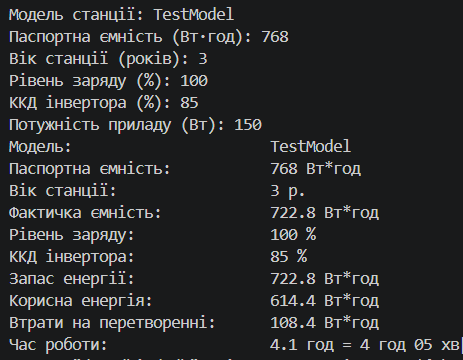 Модель станції: TestModel
Паспортна ємність (Вт·год): 768
Вік станції (років): 3
Рівень заряду (%): 100
ККД інвертора (%): 85
Потужність приладу (Вт): 150
Модель: TestModel
Паспортна ємність: 768 Вт*год
Вік станції: 3 р.
Фактичка ємність: 722.8 Вт*год
Рівень заряду: 100 %
ККД інвертора: 85 %
Запас енергії: 722.8 Вт*год
Корисна енергія: 614.4 Вт*год
Втрати на перетворенні: 108.4 Вт*год
Час роботи: 4.1 год = 4 год 05 хв